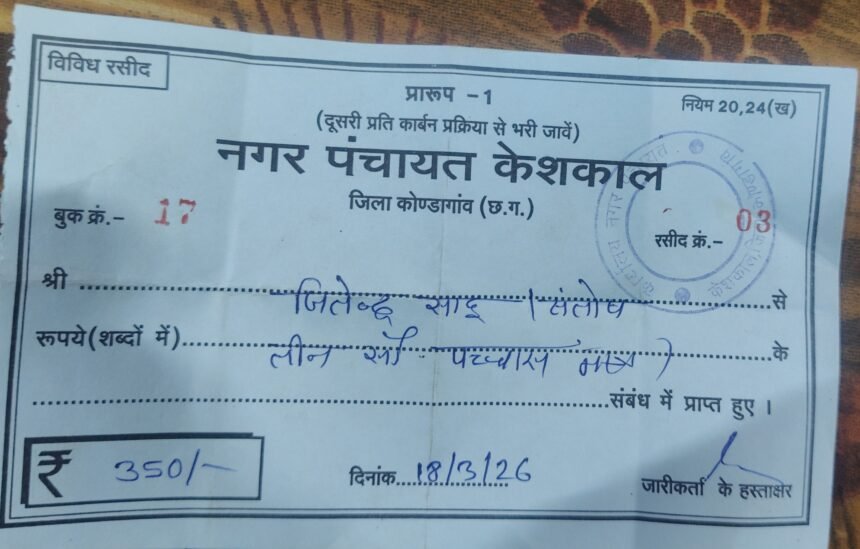 विविध रसीद
प्रारूप -1
नियम 20,24(ख)
(दूसरी प्रति कार्बन प्रक्रिया से भरी जावें)
नगर पंचायत केशकाल
जिला कोण्डागांव (छ.ग.)
बुक क्रं.- 17
रसीद क्रं.- 03
श्री जितेन्द्र साहू / संतोष से
रूपये(शब्दों में) तीन सौ पच्चास मात्र) के
संबंध में प्राप्त हुए ।
₹ 350/-
दिनांक 18/3/26
जारीकर्ता के हस्ताक्षर